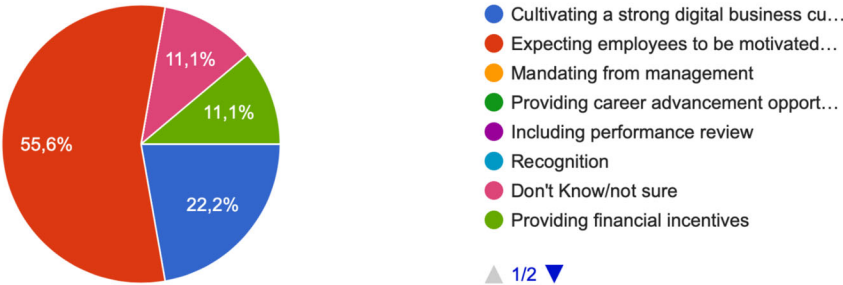 11,1%
11,1%
55,6%
22,2%
Cultivating a strong digital business cu…
Expecting employees to be motivated…
Mandating from management
Providing career advancement opport…
Including performance review
Recognition
Don't Know/not sure
Providing financial incentives
1/2